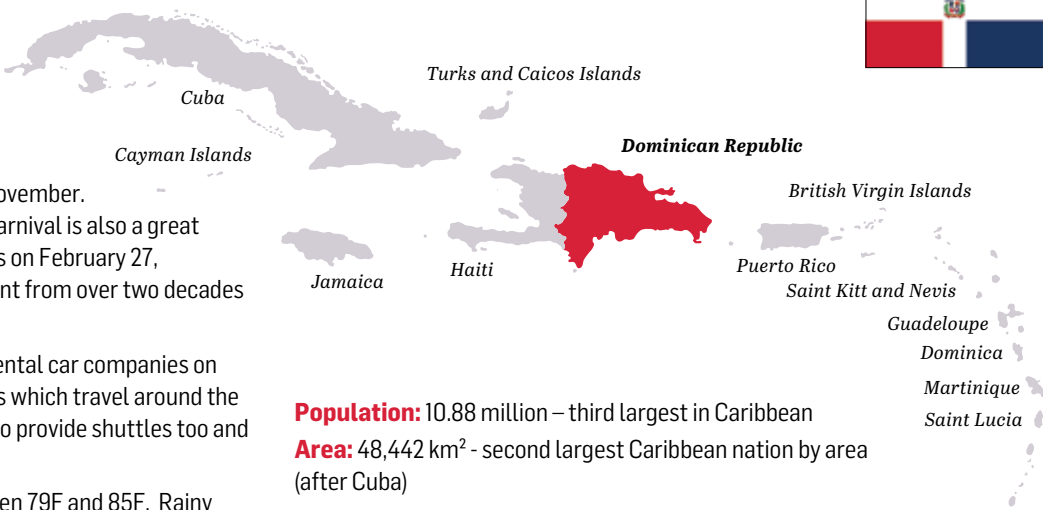 Turks and Caicos Islands
Cuba
Dominican Republic
Cayman Islands
British Virgin Islands
Haiti
Jamaica
Puerto Rico
Saint Kitt and Nevis
Guadeloupe
Dominica
Martinique
Saint Lucia
ovember.
arnival is also a great
s on February 27,
nt from over two decades
ental car companies on
s which travel around the
o provide shuttles too and
en 79F and 85F. Rainy
Population: 10.88 million – third largest in Caribbean
Area: 48,442 km² - second largest Caribbean nation by area
(after Cuba)